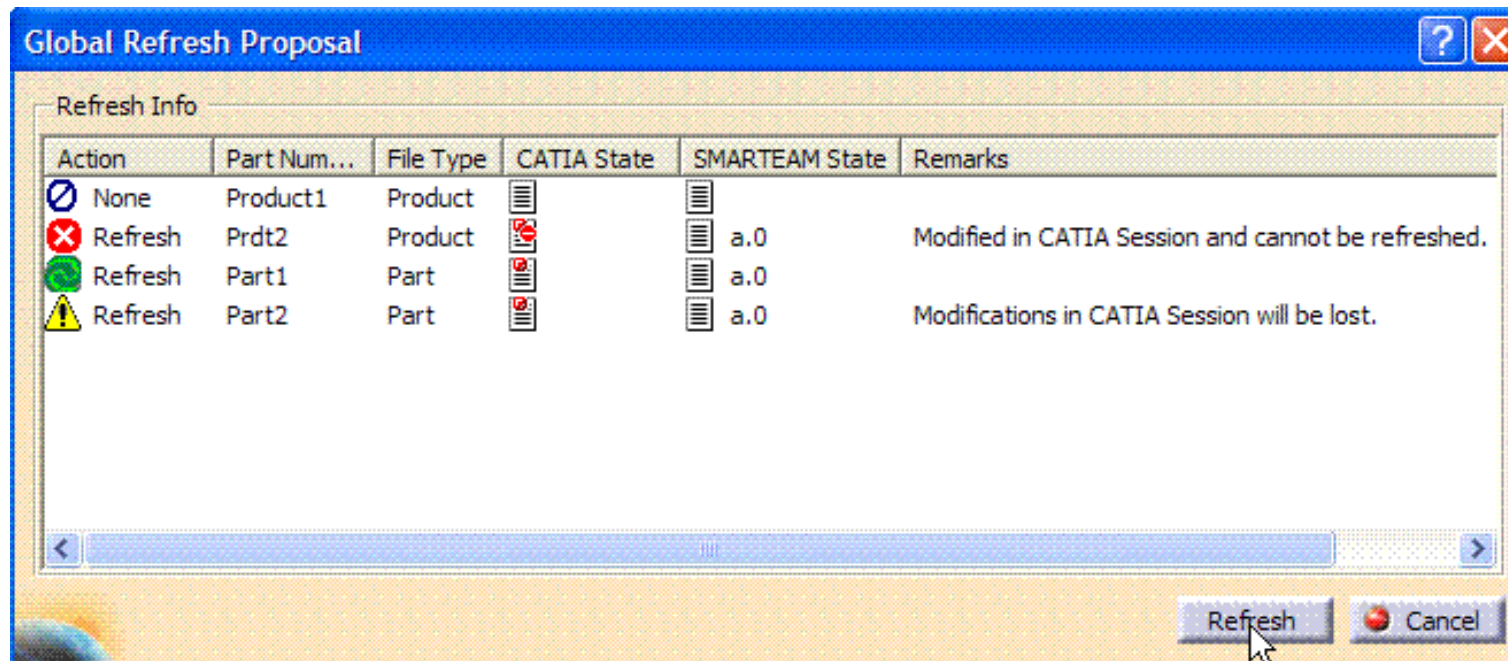 Global Refresh Proposal
Refresh Info
Action Part Num... File Type CATIA State SMARTEAM State Remarks
None Product1 Product
Refresh Prdt2 Product a.0 Modified in CATIA Session and cannot be refreshed.
Refresh Part1 Part a.0
Refresh Part2 Part a.0 Modifications in CATIA Session will be lost.
Refresh Cancel